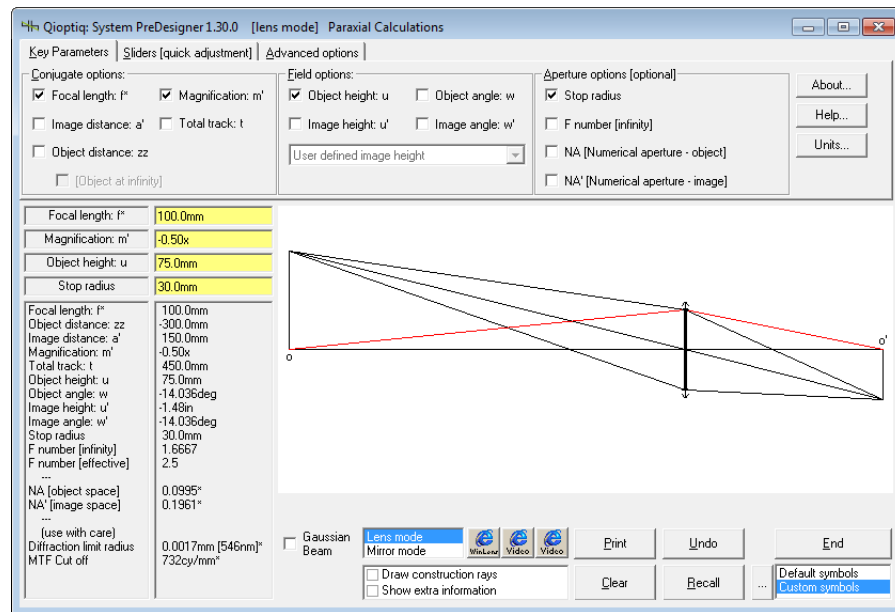 Qioptiq: System PreDesigner 1.30.0 [lens mode] Paraxial Calculations
Key Parameters Sliders [quick adjustment] Advanced options
Conjugate options:
Focal length: f* Magnification: m'
Image distance: a' Total track: t
Object distance: zz
[Object at infinity]
Field options:
Object height: u Object angle: w
Image height: u' Image angle: w'
User defined image height
Aperture options [optional]
Stop radius
F number [infinity]
NA [Numerical aperture - object]
NA' [Numerical aperture - image]
About...
Help...
Units...
Focal length: f* 100.0mm
Magnification: m' -0.50x
Object height: u 75.0mm
Stop radius 30.0mm
Focal length: f* 100.0mm
Object distance: zz -300.0mm
Image distance: a' 150.0mm
Magnification: m' -0.50x
Total track: t 450.0mm
Object height: u 75.0mm
Object angle: w -14.036deg
Image height: u' -1.48in
Image angle: w' -14.036deg
Stop radius 30.0mm
F number [infinity] 1.6667
F number [effective] 2.5
---
NA [object space] 0.0995*
NA' [image space] 0.1961*
---
(use with care)
Diffraction limit radius 0.0017mm [546nm]*
MTF Cut off 732cy/mm*
o o'
Gaussian
Beam
Lens mode
Mirror mode
WinLens Video Video
Draw construction rays
Show extra information
Print Undo End
Clear Recall ...
Default symbols
Custom symbols